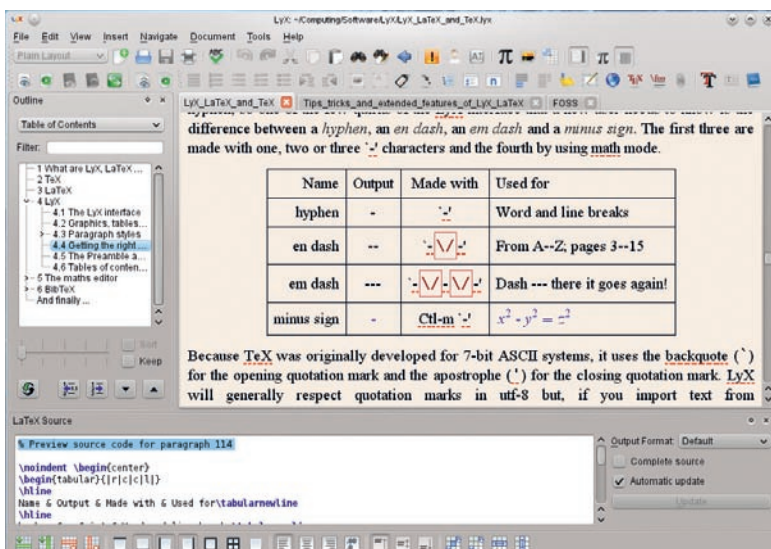 LyX: ~/Computing/Software/LyX/LyX_LaTeX_and_TeX.lyx
File Edit View Insert Navigate Document Tools Help
Plain Layout
Outline
Table of Contents
Filter:
1 What are LyX, LaTeX ...
2 TeX
3 LaTeX
4 LyX
4.1 The LyX interface
4.2 Graphics, tables...
4.3 Paragraph styles
4.4 Getting the right ...
4.5 The Preamble a...
4.6 Tables of conten...
5 The maths editor
6 BibTeX
And finally ...
Sort
Keep
LyX_LaTeX_and_TeX Tips_tricks_and_extended_features_of_LyX_LaTeX FOSS
difference between a hyphen, an en dash, an em dash and a minus sign. The first three are
made with one, two or three `-' characters and the fourth by using math mode.
Name Output Made with Used for
hyphen - `-' Word and line breaks
en dash -- `-\/-' From A--Z; pages 3--15
em dash --- `-\/-\/-' Dash --- there it goes again!
minus sign - Ctl-m `-' x² - y² = z²
Because TeX was originally developed for 7-bit ASCII systems, it uses the backquote (`)
for the opening quotation mark and the apostrophe (') for the closing quotation mark. LyX
will generally respect quotation marks in utf-8 but, if you import text from
LaTeX Source
% Preview source code for paragraph 114
\noindent \begin{center}
\begin{tabular}{|r|c|c|l|}
\hline
Name & Output & Made with & Used for\tabularnewline
\hline
Output Format: Default
Complete source
Automatic update
Update